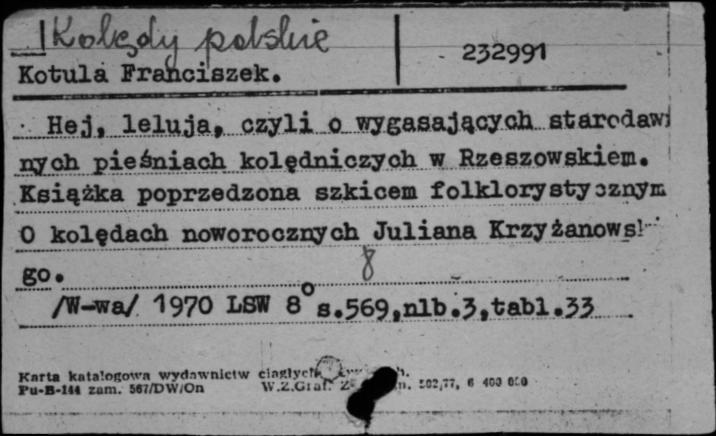 Kolędy polskie
232991
Kotula Franciszek.
Hej, leluja, czyli o wygasających starodaw
nych pieśniach kolędniczych w Rzeszowskiem.
Książka poprzedzona szkicem folklorystycznym
O kolędach noworocznych Juliana Krzyżanows
go.
/W-wa/ 1970 LSW 8° s.569,nlb.3,tabl.33
Karta katalogowa wydawnictw ciągłych
Pu-B-144 zam. 567/DW/On W.Z.Graf.